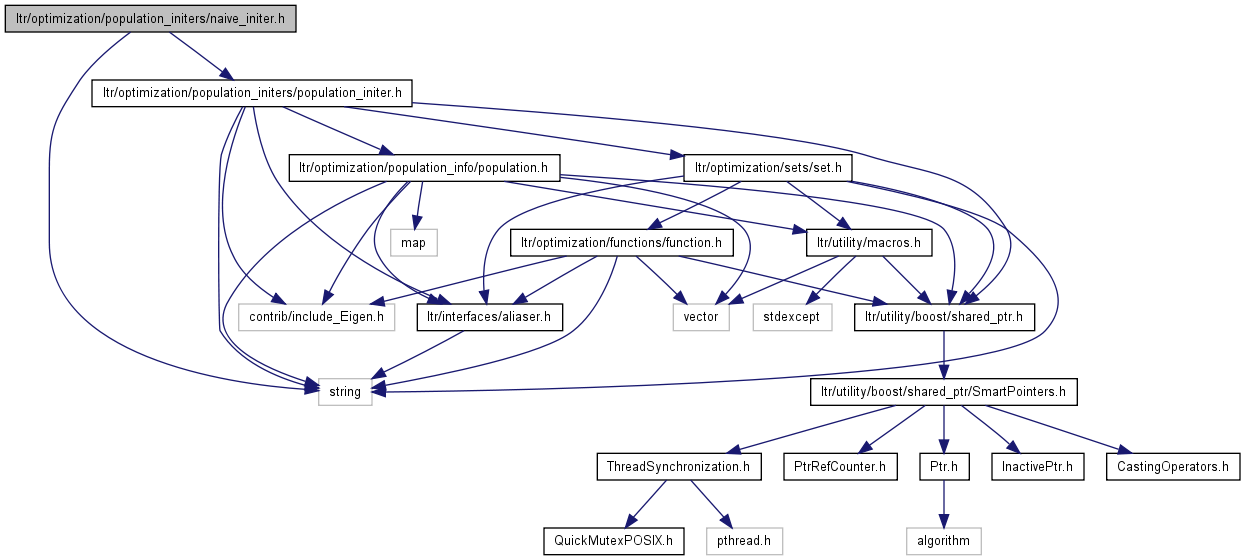 ltr/optimization/population_initers/naive_initer.h
ltr/optimization/population_initers/population_initer.h
ltr/optimization/population_info/population.h
ltr/optimization/sets/set.h
map
ltr/optimization/functions/function.h
ltr/utility/macros.h
contrib/include_Eigen.h
ltr/interfaces/aliaser.h
vector
stdexcept
ltr/utility/boost/shared_ptr.h
string
ltr/utility/boost/shared_ptr/SmartPointers.h
ThreadSynchronization.h
PtrRefCounter.h
Ptr.h
InactivePtr.h
CastingOperators.h
QuickMutexPOSIX.h
pthread.h
algorithm